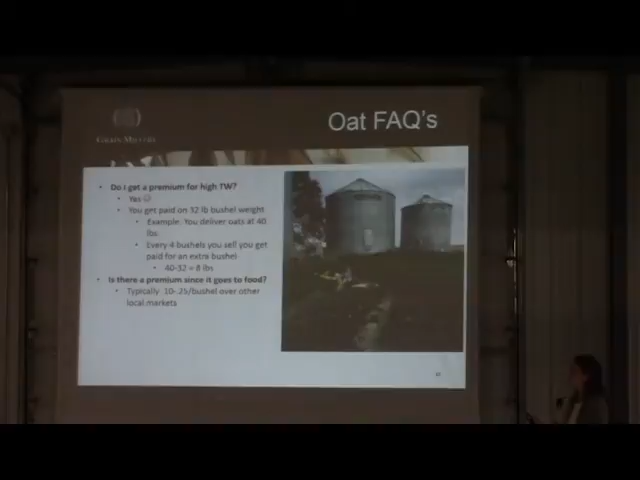 GRAIN MILLERS
Oat FAQ's
• Do I get a premium for high TW?
• Yes ☺
• You get paid on 32 lb bushel weight
• Example: You deliver oats at 40
lbs.
• Every 4 bushels you sell you get
paid for an extra bushel
• 40-32 = 8 lbs
• Is there a premium since it goes to food?
• Typically .10-.25/bushel over other
local markets